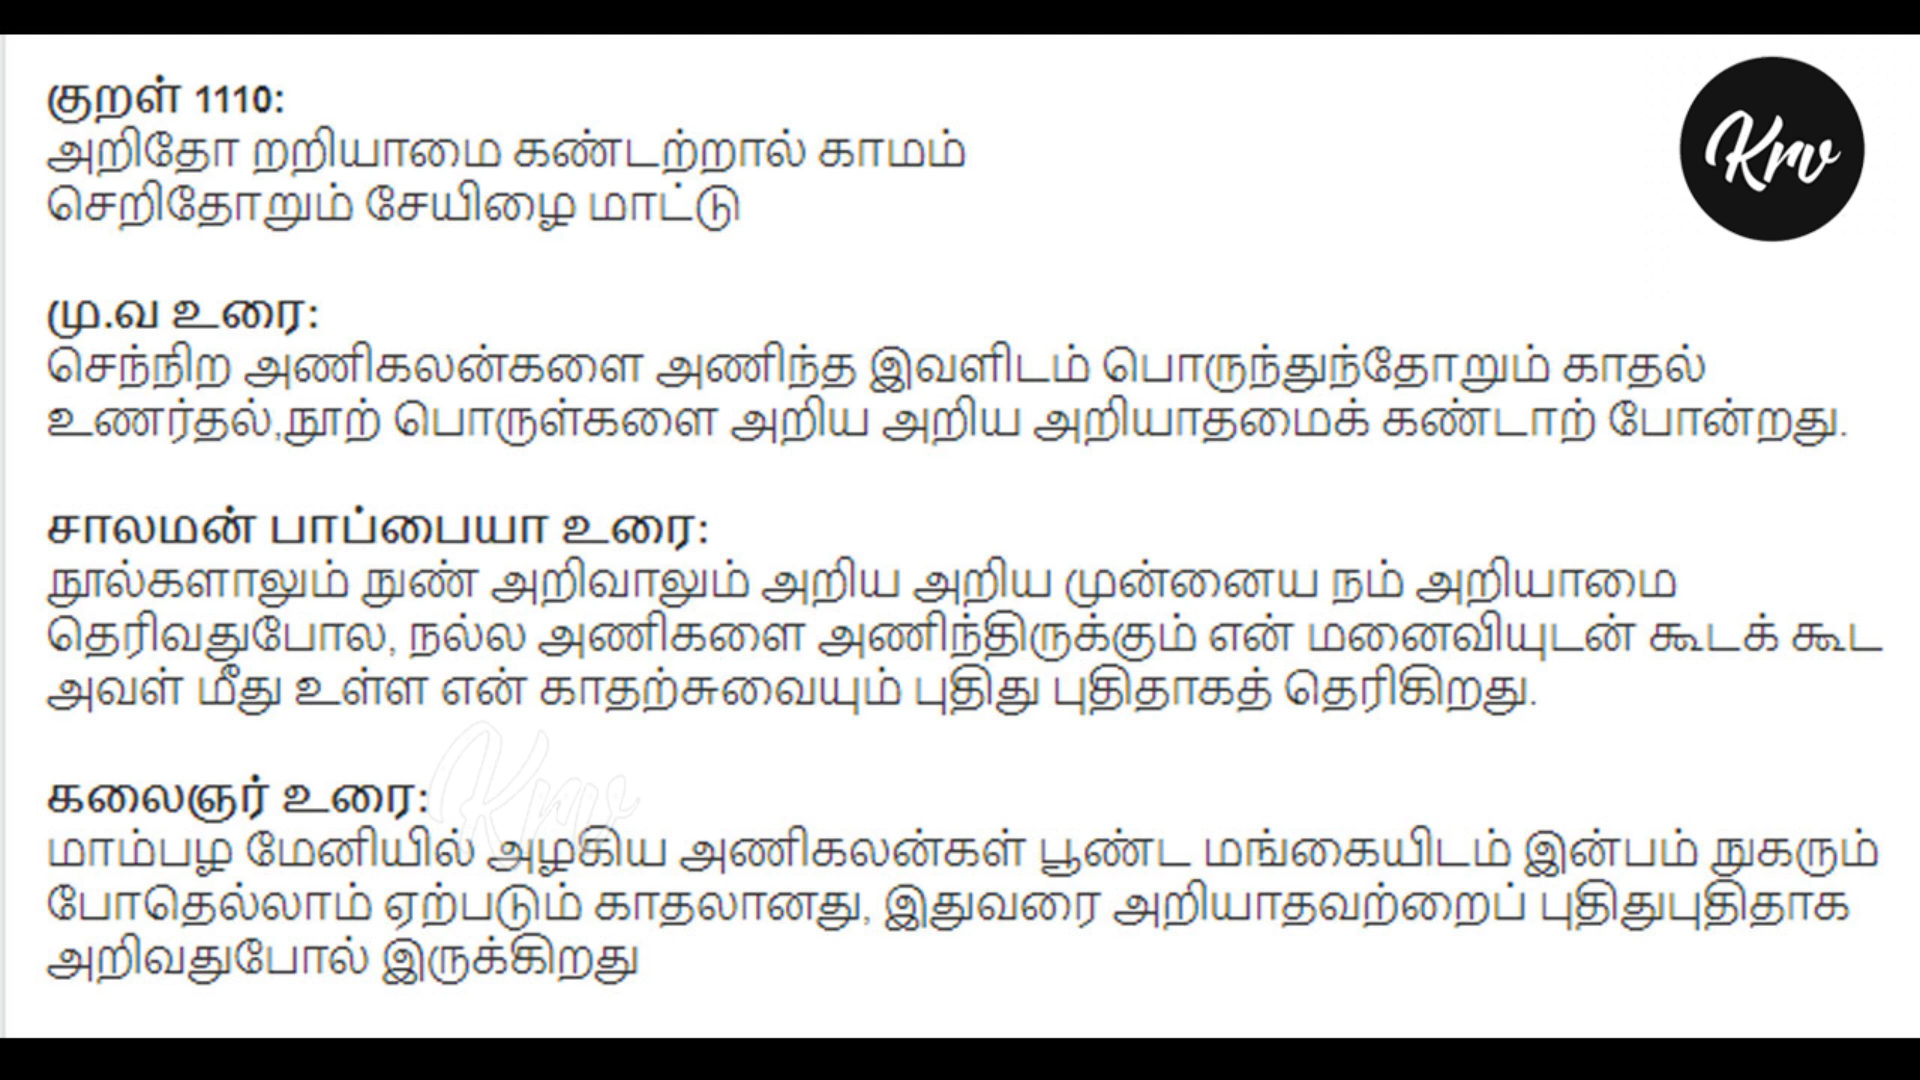 குறள் 1110:
அறிதோ றறியாமை கண்டற்றால் காமம்
செறிதோறும் சேயிழை மாட்டு
Krv
மு.வ உரை:
செந்நிற அணிகலன்களை அணிந்த இவளிடம் பொருந்துந்தோறும் காதல்
உணர்தல்,நூற் பொருள்களை அறிய அறிய அறியாதமைக் கண்டாற் போன்றது.
சாலமன் பாப்பையா உரை:
நூல்களாலும் நுண் அறிவாலும் அறிய அறிய முன்னைய நம் அறியாமை
தெரிவதுபோல, நல்ல அணிகளை அணிந்திருக்கும் என் மனைவியுடன் கூடக் கூட
அவள் மீது உள்ள என் காதற்சுவையும் புதிது புதிதாகத் தெரிகிறது.
கலைஞர் உரை:
Krv
மாம்பழ மேனியில் அழகிய அணிகலன்கள் பூண்ட மங்கையிடம் இன்பம் நுகரும்
போதெல்லாம் ஏற்படும் காதலானது, இதுவரை அறியாதவற்றைப் புதிதுபுதிதாக
அறிவதுபோல் இருக்கிறது